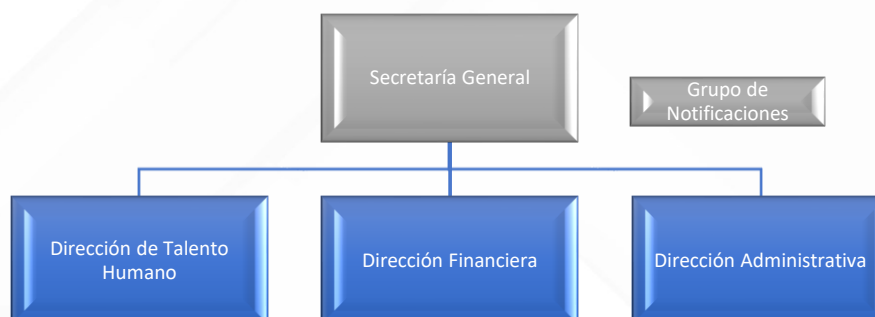 Secretaría General
Grupo de
Notificaciones
Dirección de Talento
Humano
Dirección Financiera
Dirección Administrativa